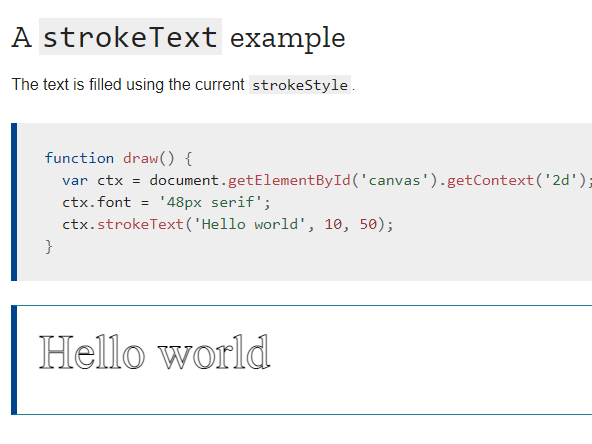 A strokeText example
The text is filled using the current strokeStyle.
function draw() {
  var ctx = document.getElementById('canvas').getContext('2d');
  ctx.font = '48px serif';
  ctx.strokeText('Hello world', 10, 50);
}
Hello world